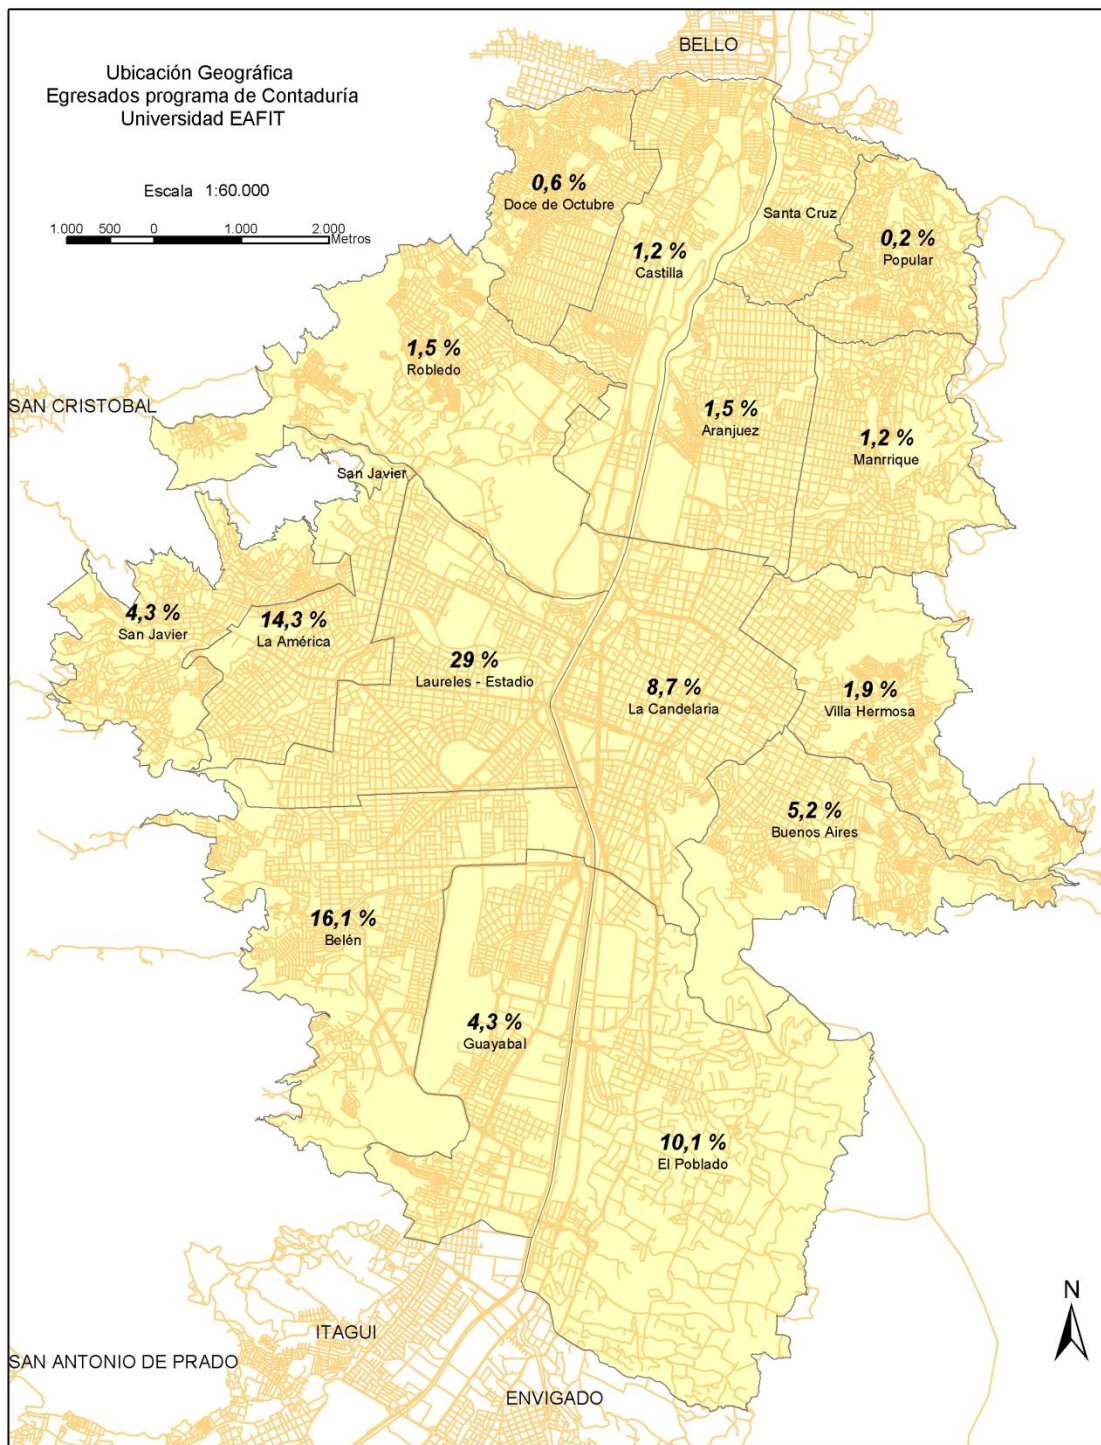 BELLO
Ubicación Geográfica
Egresados programa de Contaduría
Universidad EAFIT
Escala 1:60.000
1.000 500 0 1.000 2.000
Metros
0,6 %
Doce de Octubre
Santa Cruz
0,2 %
Popular
1,2 %
Castilla
1,5 %
Robledo
SAN CRISTOBAL
1,5 %
Aranjuez
1,2 %
Manrrique
San Javier
4,3 %
San Javier
14,3 %
La América
29 %
Laureles - Estadio
8,7 %
La Candelaria
1,9 %
Villa Hermosa
5,2 %
Buenos Aires
16,1 %
Belén
4,3 %
Guayabal
10,1 %
El Poblado
N
ITAGUI
SAN ANTONIO DE PRADO
ENVIGADO